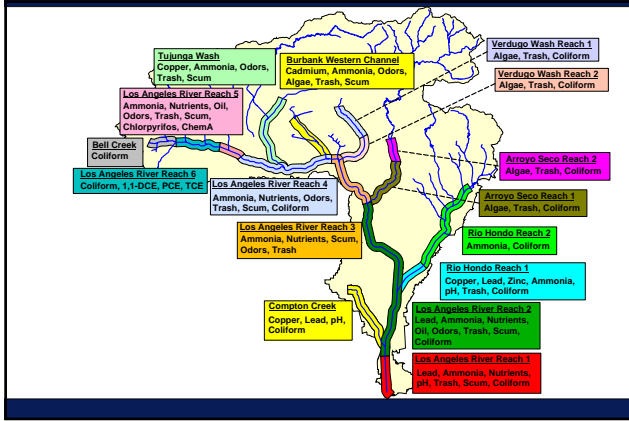 Tujunga Wash
Copper, Ammonia, Odors,
Trash, Scum
Burbank Western Channel
Cadmium, Ammonia, Odors,
Algae, Trash, Scum
Verdugo Wash Reach 1
Algae, Trash, Coliform
Verdugo Wash Reach 2
Algae, Trash, Coliform
Los Angeles River Reach 5
Ammonia, Nutrients, Oil,
Odors, Trash, Scum,
Chlorpyrifos, ChemA
Bell Creek
Coliform
Los Angeles River Reach 6
Coliform, 1,1-DCE, PCE, TCE
Los Angeles River Reach 4
Ammonia, Nutrients, Odors,
Trash, Scum, Coliform
Arroyo Seco Reach 2
Algae, Trash, Coliform
Arroyo Seco Reach 1
Algae, Trash, Coliform
Los Angeles River Reach 3
Ammonia, Nutrients, Scum,
Odors, Trash
Rio Hondo Reach 2
Ammonia, Coliform
Rio Hondo Reach 1
Copper, Lead, Zinc, Ammonia,
pH, Trash, Coliform
Compton Creek
Copper, Lead, pH,
Coliform
Los Angeles River Reach 2
Lead, Ammonia, Nutrients,
Oil, Odors, Trash, Scum,
Coliform
Los Angeles River Reach 1
Lead, Ammonia, Nutrients,
pH, Trash, Scum, Coliform